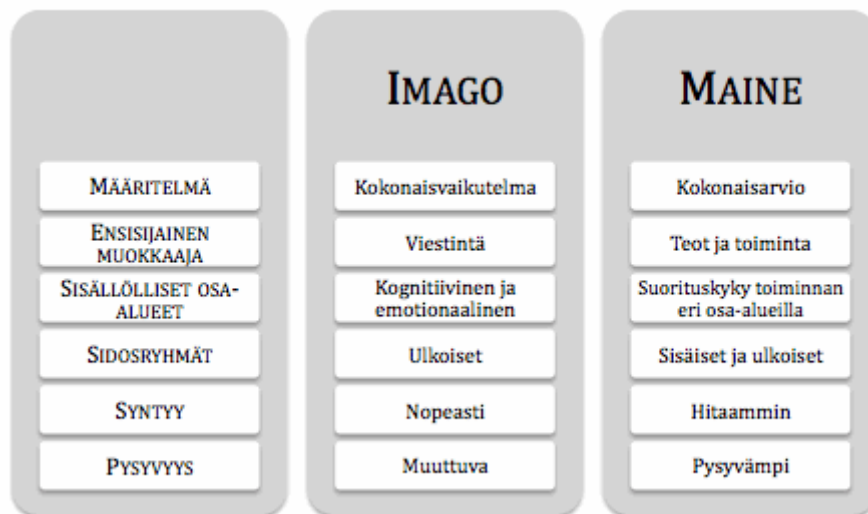 IMAGO
MAINE
MÄÄRITELMÄ
Kokonaisvaikutelma
Kokonaisarvio
ENSISIJAINEN
MUOKKAAJA
Viestintä
Teot ja toiminta
SISÄLLÖLLISET OSA-
ALUEET
Kognitiivinen ja
emotionaalinen
Suorituskyky toiminnan
eri osa-alueilla
SIDOSRYHMÄT
Ulkoiset
Sisäiset ja ulkoiset
SYNTYY
Nopeasti
Hitaammin
PYSYVYYS
Muuttuva
Pysyvämpi